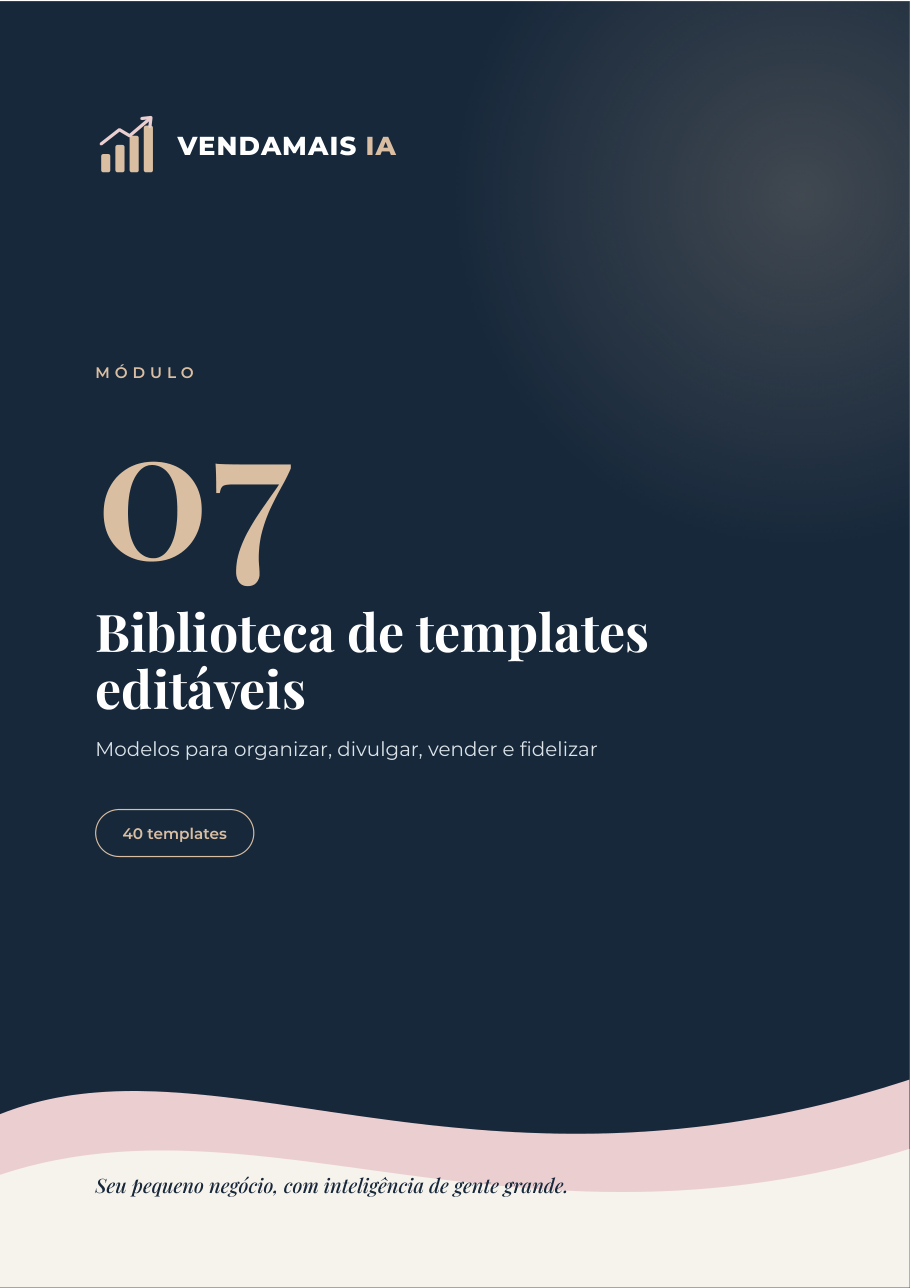 VENDAMAIS IA
MÓDULO
07
Biblioteca de templates
editáveis
Modelos para organizar, divulgar, vender e fidelizar
40 templates
Seu pequeno negócio, com inteligência de gente grande.